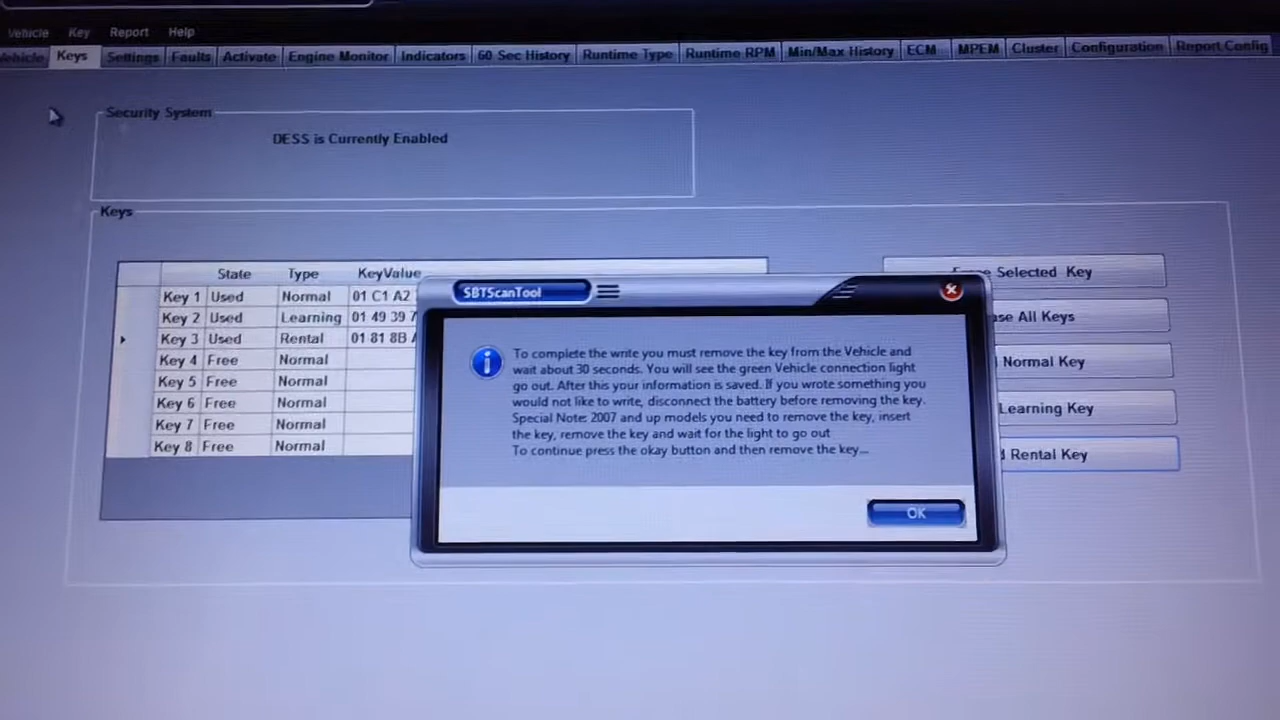 Vehicle Key Report Help
Vehicle Keys Settings Faults Activate Engine Monitor Indicators 60 Sec History Runtime Type Runtime RPM Min/Max History ECM MPEM Cluster Configuration Report Config
Security System
DESS is Currently Enabled
Keys
State Type KeyValue
Key 1 Used Normal 01 C1 A2
Key 2 Used Learning 01 49 39 7
Key 3 Used Rental 01 81 8B
Key 4 Free Normal
Key 5 Free Normal
Key 6 Free Normal
Key 7 Free Normal
Key 8 Free Normal
Selected Key
All Keys
Normal Key
Learning Key
Rental Key
SBTScanTool
To complete the write you must remove the key from the Vehicle and
wait about 30 seconds. You will see the green Vehicle connection light
go out. After this your information is saved. If you wrote something you
would not like to write, disconnect the battery before removing the key.
Special Note: 2007 and up models you need to remove the key, insert
the key, remove the key and wait for the light to go out
To continue press the okay button and then remove the key...
OK